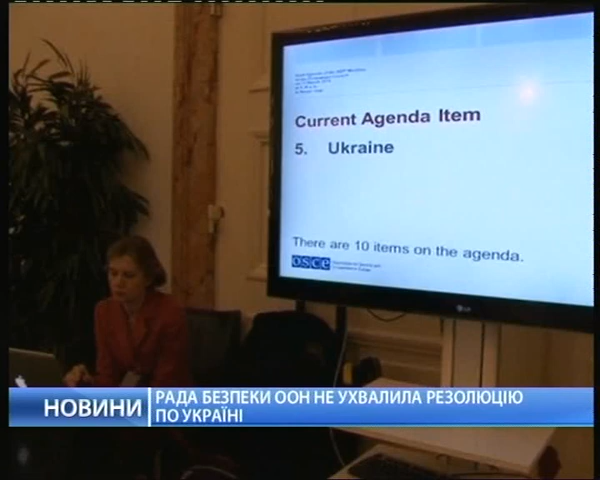 Current Agenda Item
5. Ukraine
There are 10 items on the agenda.
OSCE
LG
НОВИНИ
РАДА БЕЗПЕКИ ООН НЕ УХВАЛИЛА РЕЗОЛЮЦІЮ
ПО УКРАЇНІ